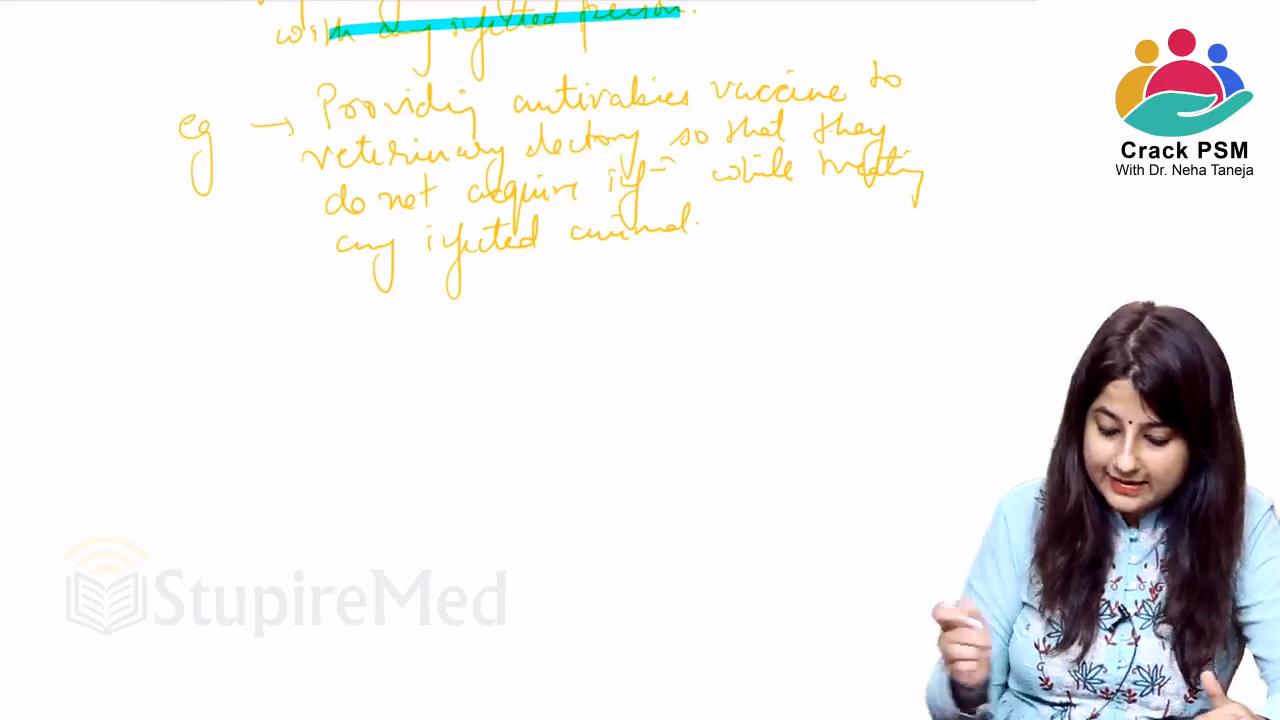 with any infected person.
eg → Providing antirabies vaccine to
veterinary doctors so that they
do not acquire infⁿ while treating
any infected animal.
Crack PSM
With Dr. Neha Taneja
StupireMed